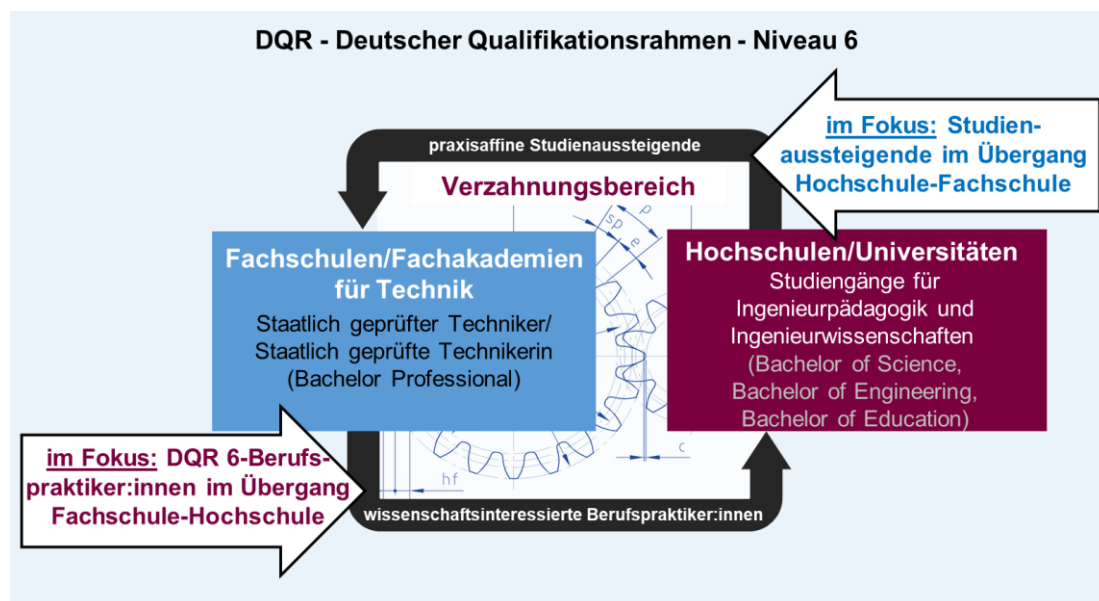 DQR - Deutscher Qualifikationsrahmen - Niveau 6
praxisaffine Studienaussteigende
im Fokus: Studien-
aussteigende im Übergang
Hochschule-Fachschule
Verzahnungsbereich
p
sp
e
Fachschulen/Fachakademien
für Technik
Staatlich geprüfter Techniker/
Staatlich geprüfte Technikerin
(Bachelor Professional)
Hochschulen/Universitäten
Studiengänge für
Ingenieurpädagogik und
Ingenieurwissenschaften
(Bachelor of Science,
Bachelor of Engineering,
Bachelor of Education)
c
hf
im Fokus: DQR 6-Berufs-
praktiker:innen im Übergang
Fachschule-Hochschule
wissenschaftsinteressierte Berufspraktiker:innen